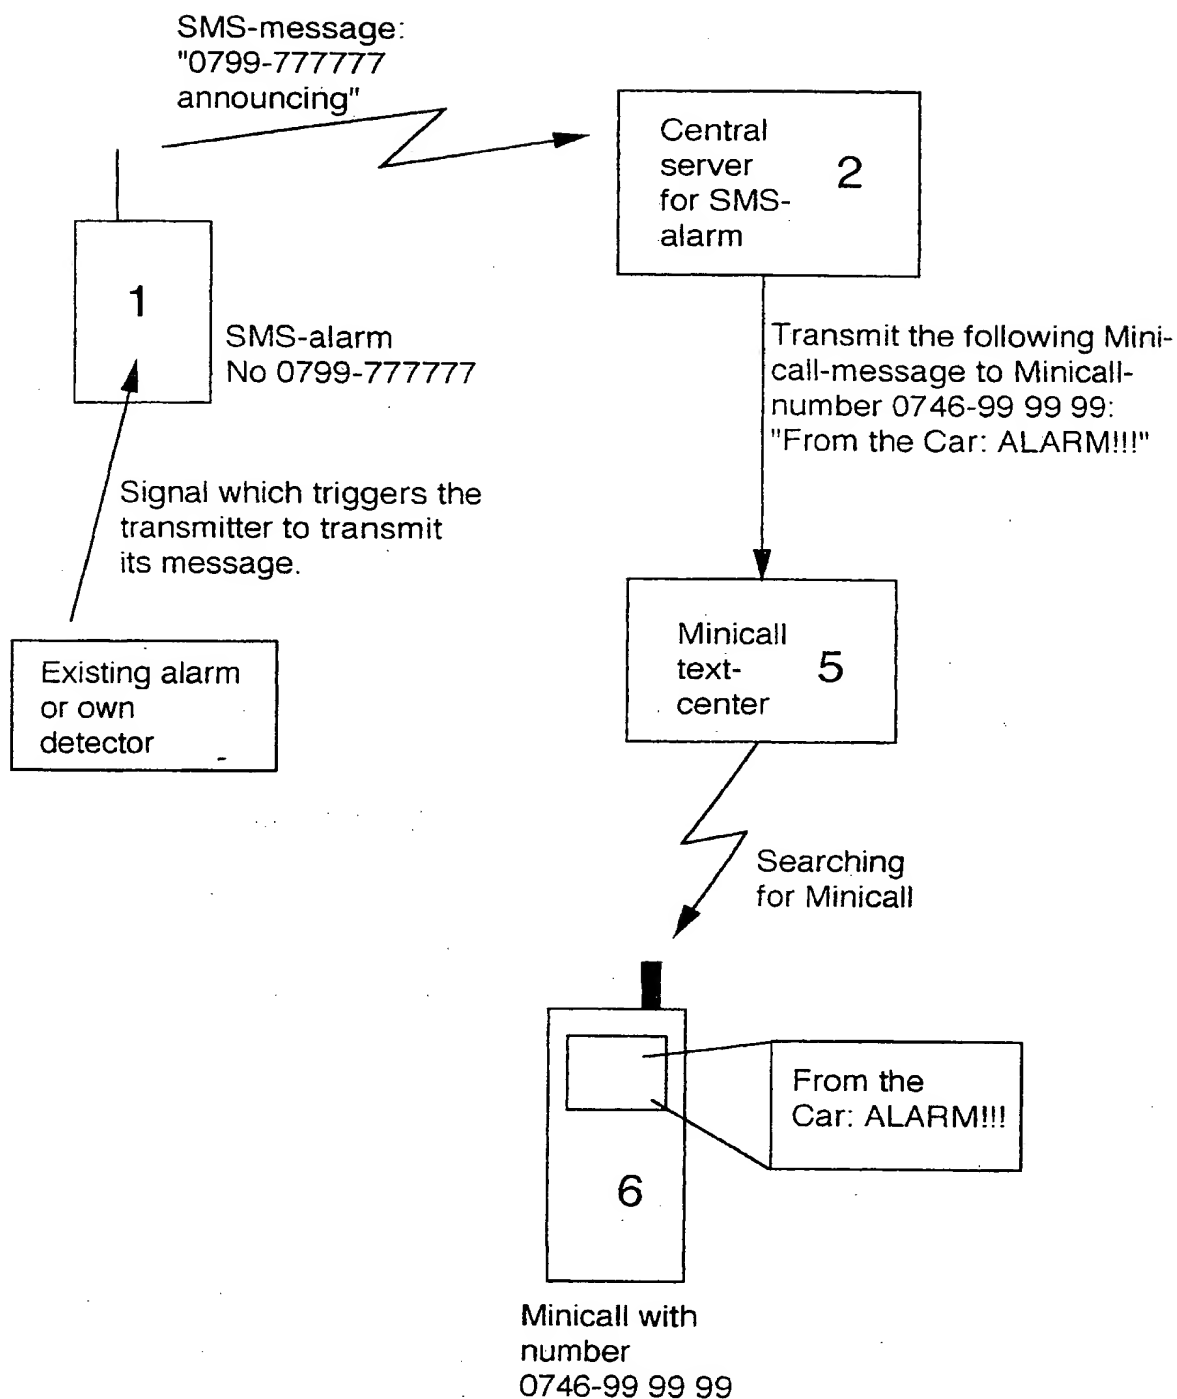 SMS-message:
"0799-777777
announcing"
Central
server
for SMS-
alarm
2
1
SMS-alarm
No 0799-777777
Transmit the following Mini-
call-message to Minicall-
number 0746-99 99 99:
"From the Car: ALARM!!!"
Signal which triggers the
transmitter to transmit
its message.
Existing alarm
or own
detector
Minicall
text-
center
5
Searching
for Minicall
From the
Car: ALARM!!!
6
Minicall with
number
0746-99 99 99